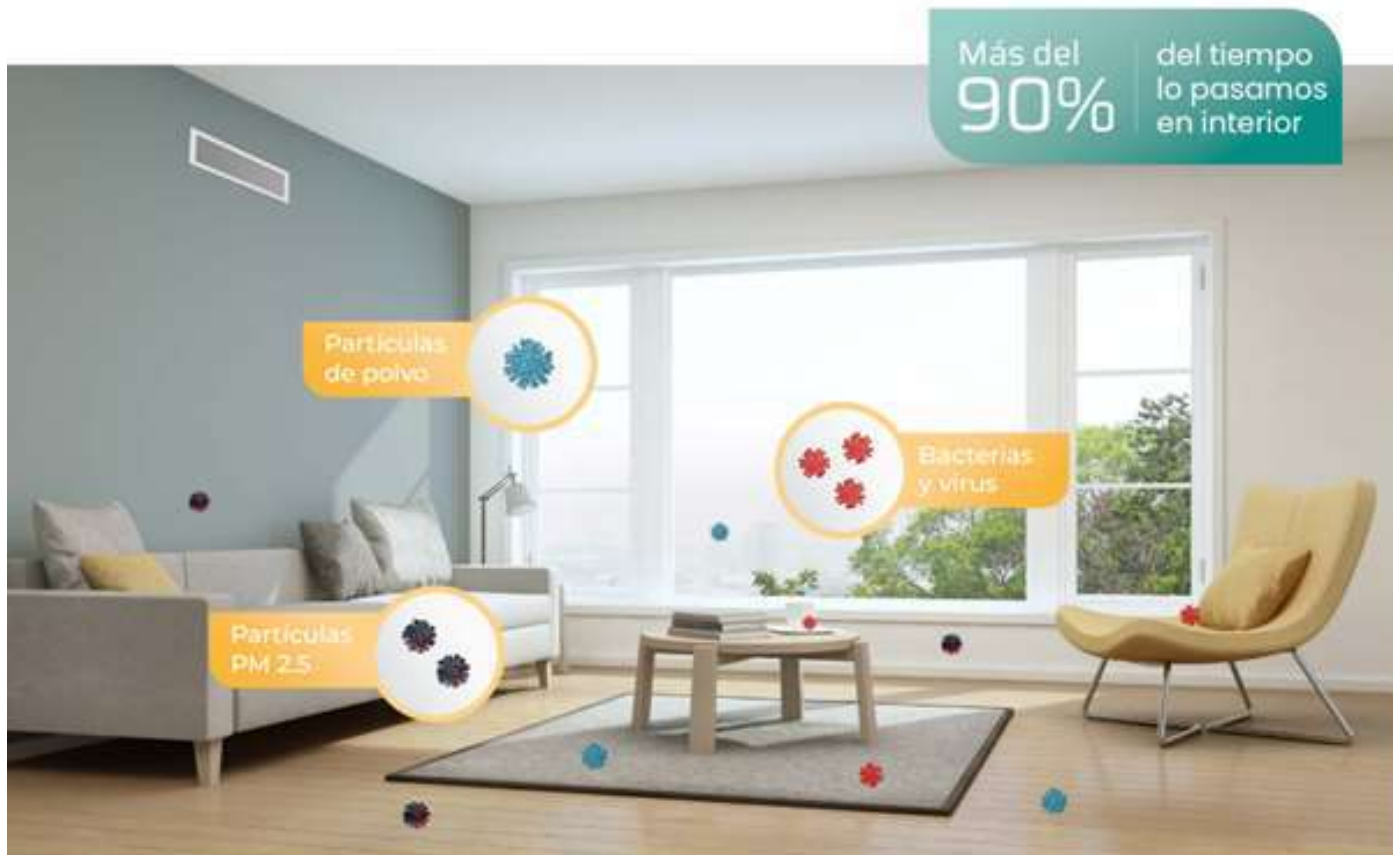 Más del
90%
del tiempo
lo pasamos
en interior
Partículas
de polvo
Bacterias
y virus
Partículas
PM 2.5